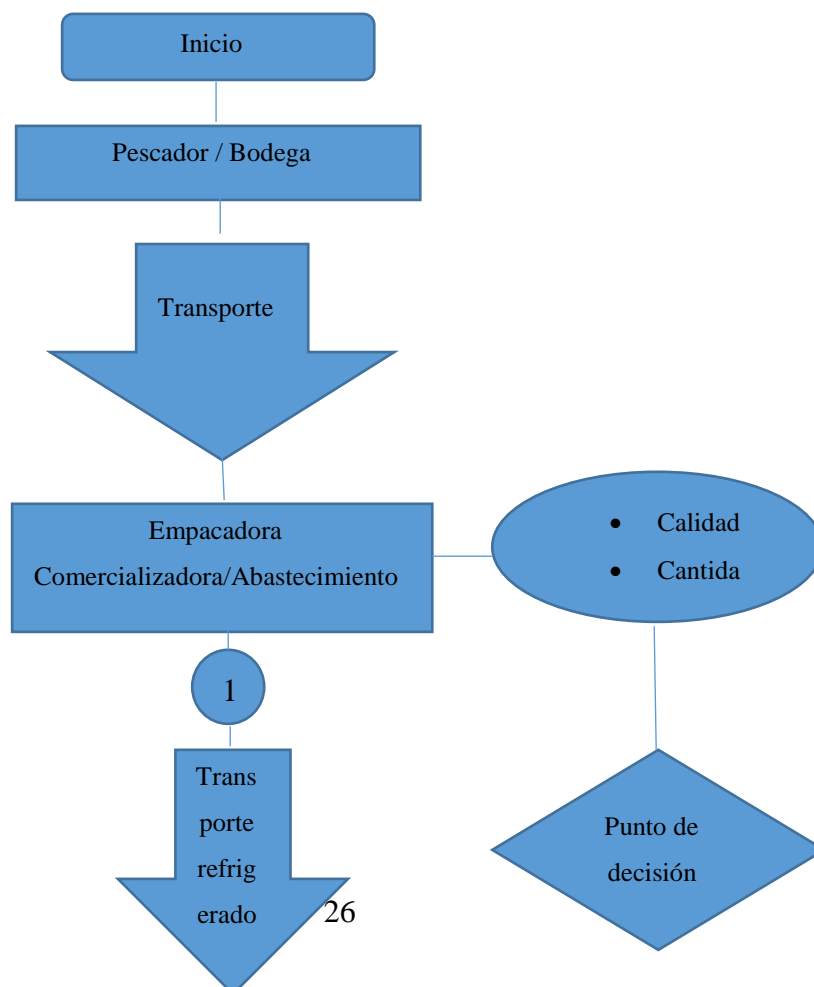 Inicio
Pescador / Bodega
Transporte
Empacadora
Comercializadora/Abastecimiento
• Calidad
• Cantida
1
Trans
porte
refrig
erado
Punto de
decisión
26